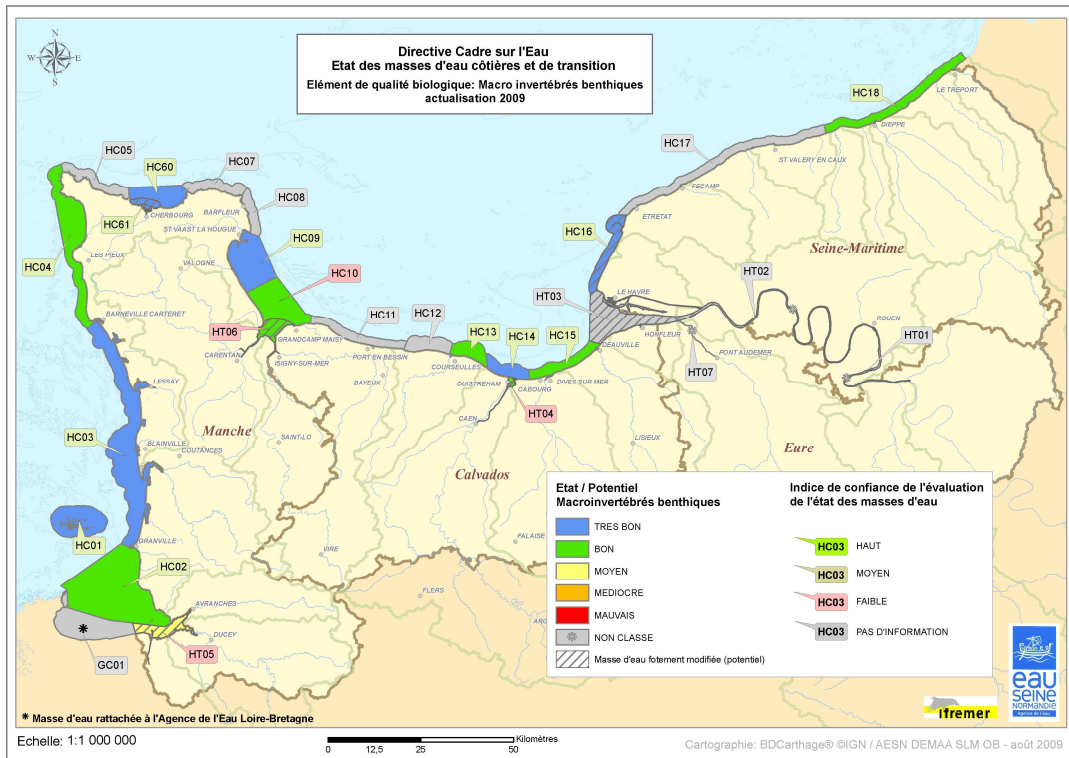 Directive Cadre sur l'Eau
Etat des masses d'eau côtières et de transition
Elément de qualité biologique: Macro invertébrés benthiques
actualisation 2009
N
W
E
S
HC18
LE TREPORT
DIEPPE
HC17
ST VALERY EN CAUX
FECAMP
ETRETAT
HC16
Seine-Maritime
HC05
HC60
HC07
HC08
HC61
CHERBOURG
BARFLEUR
ST-VAAST LA HOUGUE
HC09
HC04
LES PIEUX
VALOGNE
HC10
HT02
HT03
LE HAVRE
ROUEN
BARNEVILLE CARTERET
HT06
HC11
HC12
HC13
HC14
HC15
HONFLEUR
HT01
GRANDCAMP MAISY
CARENTAN
ISIGNY-SUR-MER
PORT EN BESSIN
COURSEULLES
DEAUVILLE
PONT AUDEMER
HT07
LESSAY
BAYEUX
OUISTREHAM
CABOURG
DIVES SUR MER
HT04
CAEN
HC03
Manche
SAINT-LO
BLAINVILLE
COUTANCES
LISIEUX
Eure
Calvados
HC01
GRANVILLE
VIRE
FALAISE
HC02
FLERS
AVRANCHES
ARG
DUCEY
HT05
GC01
Etat / Potentiel
Macroinvertébrés benthiques
TRES BON
BON
MOYEN
MEDIOCRE
MAUVAIS
NON CLASSE
Masse d'eau fotement modifiée (potentiel)
Indice de confiance de l'évaluation
de l'état des masses d'eau
HC03 HAUT
HC03 MOYEN
HC03 FAIBLE
HC03 PAS D'INFORMATION
ifremer
eau
SEINE
NORMANDIE
Agence de l'eau
* Masse d'eau rattachée à l'Agence de l'Eau Loire-Bretagne
Echelle: 1:1 000 000
Kilomètres
0 12,5 25 50
Cartographie: BDCarthage® ©IGN / AESN DEMAA SLM OB - août 2009